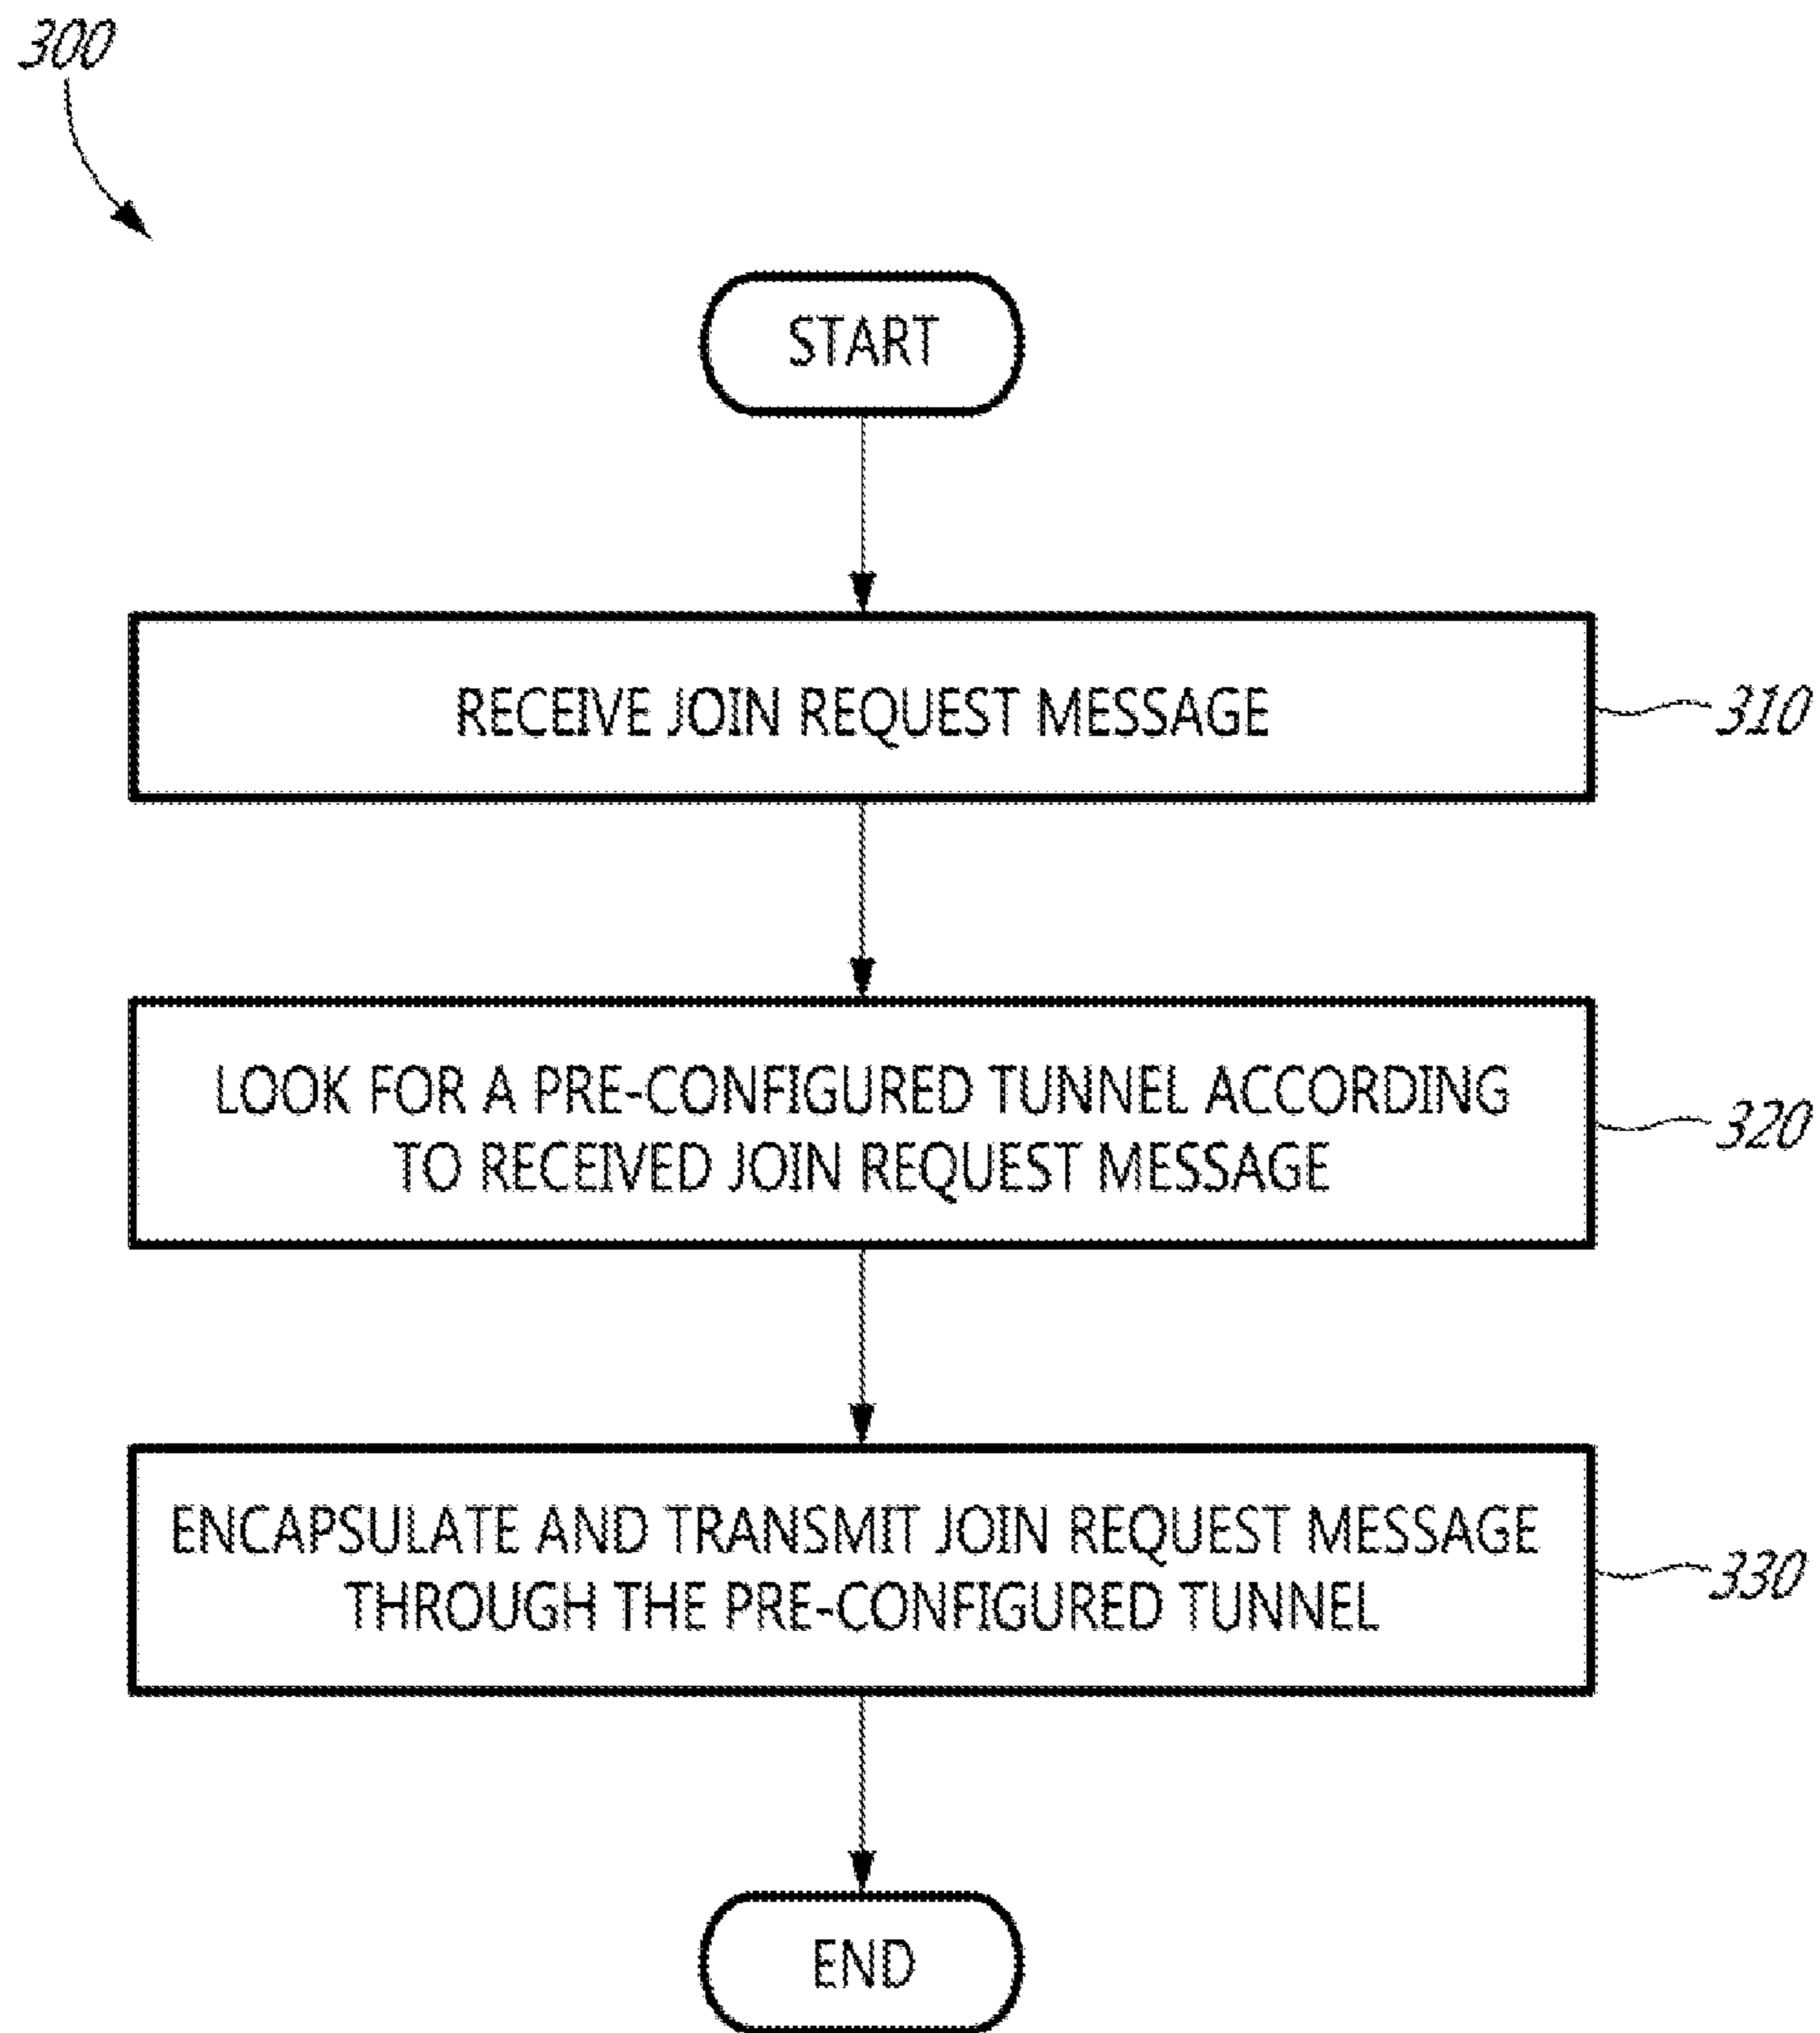 300
START
RECEIVE JOIN REQUEST MESSAGE
310
LOOK FOR A PRE-CONFIGURED TUNNEL ACCORDING
TO RECEIVED JOIN REQUEST MESSAGE
320
ENCAPSULATE AND TRANSMIT JOIN REQUEST MESSAGE
THROUGH THE PRE-CONFIGURED TUNNEL
330
END